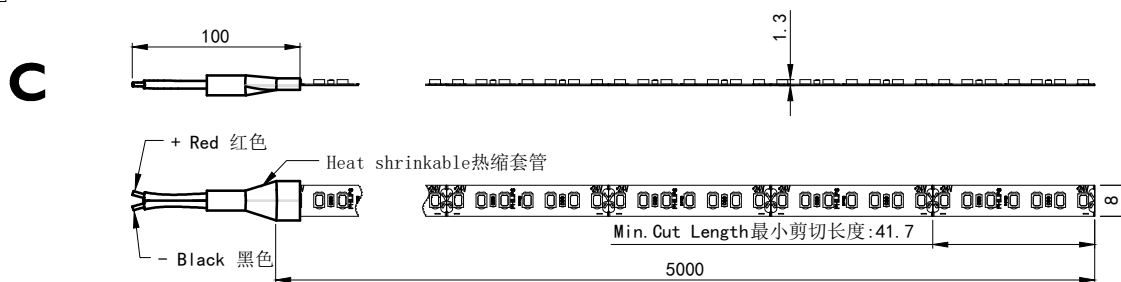 100
1.3
C
+ Red 红色
Heat shrinkable热缩套管
8
Min.Cut Length最小剪切长度:41.7
- Black 黑色
5000